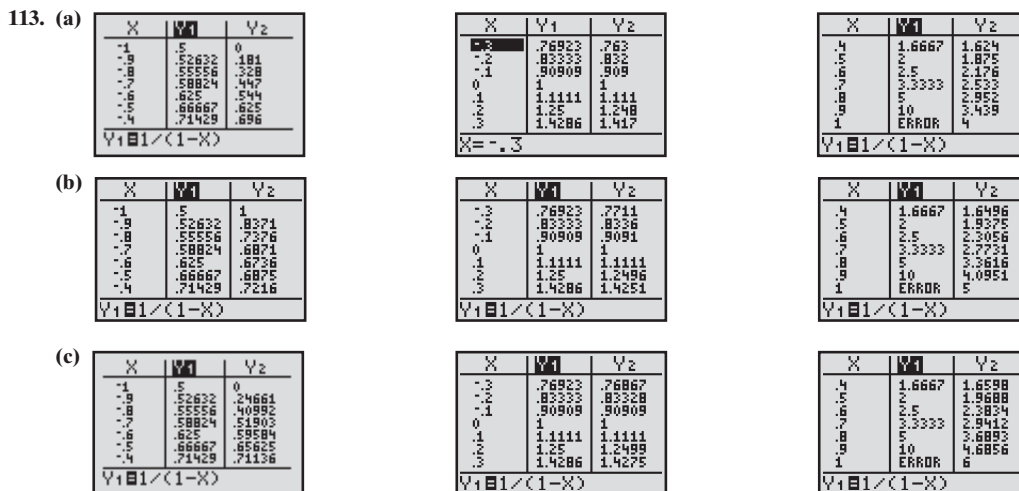 113. (a)
X Y1 Y2
-1 .5 0
-.9 .52632 .181
-.8 .55556 .328
-.7 .58824 .447
-.6 .625 .544
-.5 .66667 .625
-.4 .71429 .696
Y1=1/(1-X)
X Y1 Y2
-.3 .76923 .763
-.2 .83333 .832
-.1 .90909 .909
0 1 1
.1 1.1111 1.111
.2 1.25 1.248
.3 1.4286 1.417
X=-.3
X Y1 Y2
.4 1.6667 1.624
.5 2 1.875
.6 2.5 2.176
.7 3.3333 2.533
.8 5 2.952
.9 10 3.439
1 ERROR 4
Y1=1/(1-X)
(b)
X Y1 Y2
-1 .5 1
-.9 .52632 .8371
-.8 .55556 .7376
-.7 .58824 .6871
-.6 .625 .6736
-.5 .66667 .6875
-.4 .71429 .7216
Y1=1/(1-X)
X Y1 Y2
-.3 .76923 .7711
-.2 .83333 .8336
-.1 .90909 .9091
0 1 1
.1 1.1111 1.1111
.2 1.25 1.2496
.3 1.4286 1.4251
Y1=1/(1-X)
X Y1 Y2
.4 1.6667 1.6496
.5 2 1.9375
.6 2.5 2.3056
.7 3.3333 2.7731
.8 5 3.3616
.9 10 4.0951
1 ERROR 5
Y1=1/(1-X)
(c)
X Y1 Y2
-1 .5 0
-.9 .52632 .24661
-.8 .55556 .40992
-.7 .58824 .51903
-.6 .625 .59584
-.5 .66667 .65625
-.4 .71429 .71136
Y1=1/(1-X)
X Y1 Y2
-.3 .76923 .76867
-.2 .83333 .83328
-.1 .90909 .90909
0 1 1
.1 1.1111 1.1111
.2 1.25 1.2499
.3 1.4286 1.4275
Y1=1/(1-X)
X Y1 Y2
.4 1.6667 1.6598
.5 2 1.9688
.6 2.5 2.3834
.7 3.3333 2.9412
.8 5 3.6893
.9 10 4.6856
1 ERROR 6
Y1=1/(1-X)